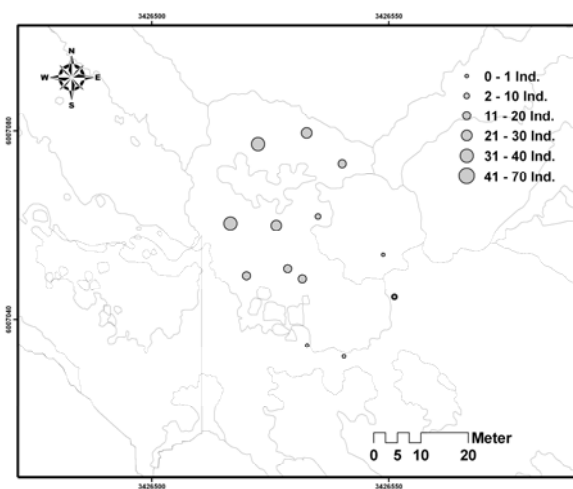 3426500 3426550
N
W E
S
0 - 1 Ind.
2 - 10 Ind.
11 - 20 Ind.
21 - 30 Ind.
31 - 40 Ind.
41 - 70 Ind.
6007080
6007040
Meter
0 5 10 20
3426500 3426550